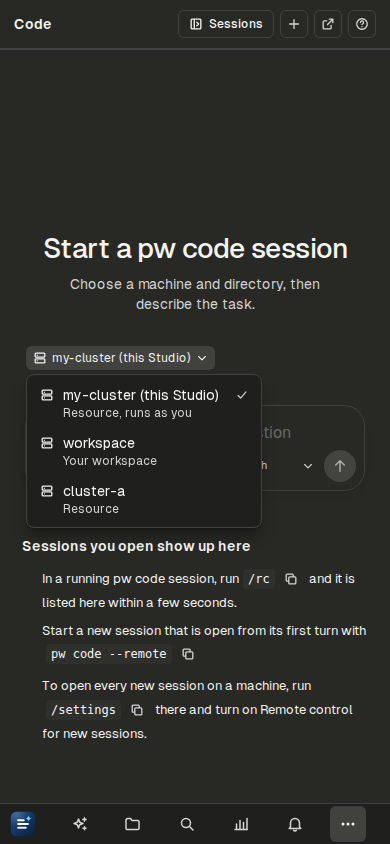 Code
Sessions
Start a pw code session
Choose a machine and directory, then
describe the task.
my-cluster (this Studio)
my-cluster (this Studio)
Resource, runs as you
workspace
Your workspace
cluster-a
Resource
Sessions you open show up here
In a running pw code session, run /rc and it is
listed here within a few seconds.
Start a new session that is open from its first turn with
pw code --remote
To open every new session on a machine, run
/settings there and turn on Remote control
for new sessions.